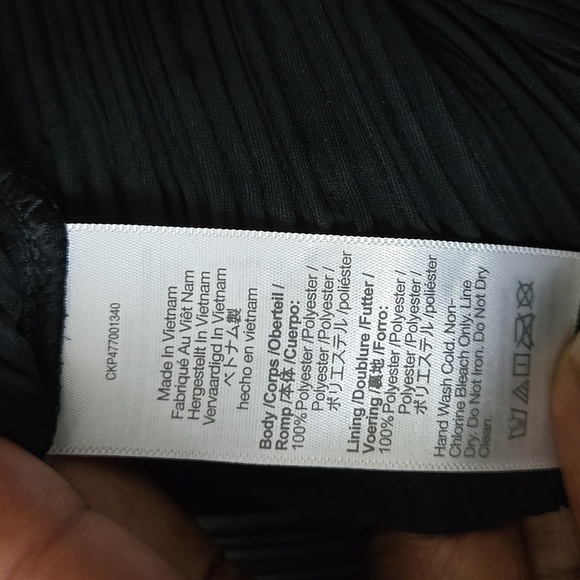 CKP477001340
Made In Vietnam
Fabriqué Au Viêt Nam
Hergestellt In Vietnam
Vervaardigd In Vietnam
ベトナム製
hecho en vietnam
Body /Corps /Oberteil /
Romp /本体 /Cuerpo:
100% Polyester /Polyester /
Polyester /Polyester /
ポリエステル /poliéster
Lining /Doublure /Futter /
Voering /裏地 /Forro:
100% Polyester /Polyester /
Polyester /Polyester /
ポリエステル /poliéster
Hand Wash Cold. Non-
Chlorine Bleach Only. Line
Dry. Do Not Iron. Do Not Dry
Clean.